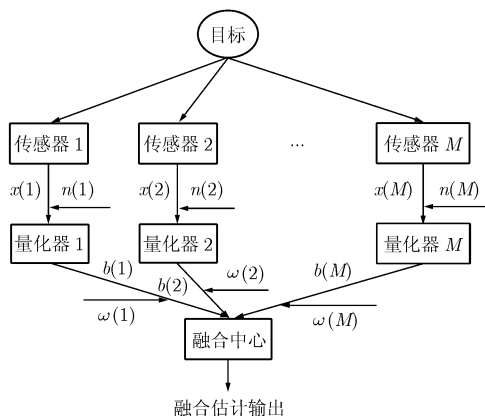 目标
传感器 1 传感器 2 ··· 传感器 M
x(1) n(1) x(2) n(2) x(M) n(M)
量化器 1 量化器 2 量化器 M
b(1) b(2) ω(2) b(M)
ω(1) ω(M)
融合中心
融合估计输出